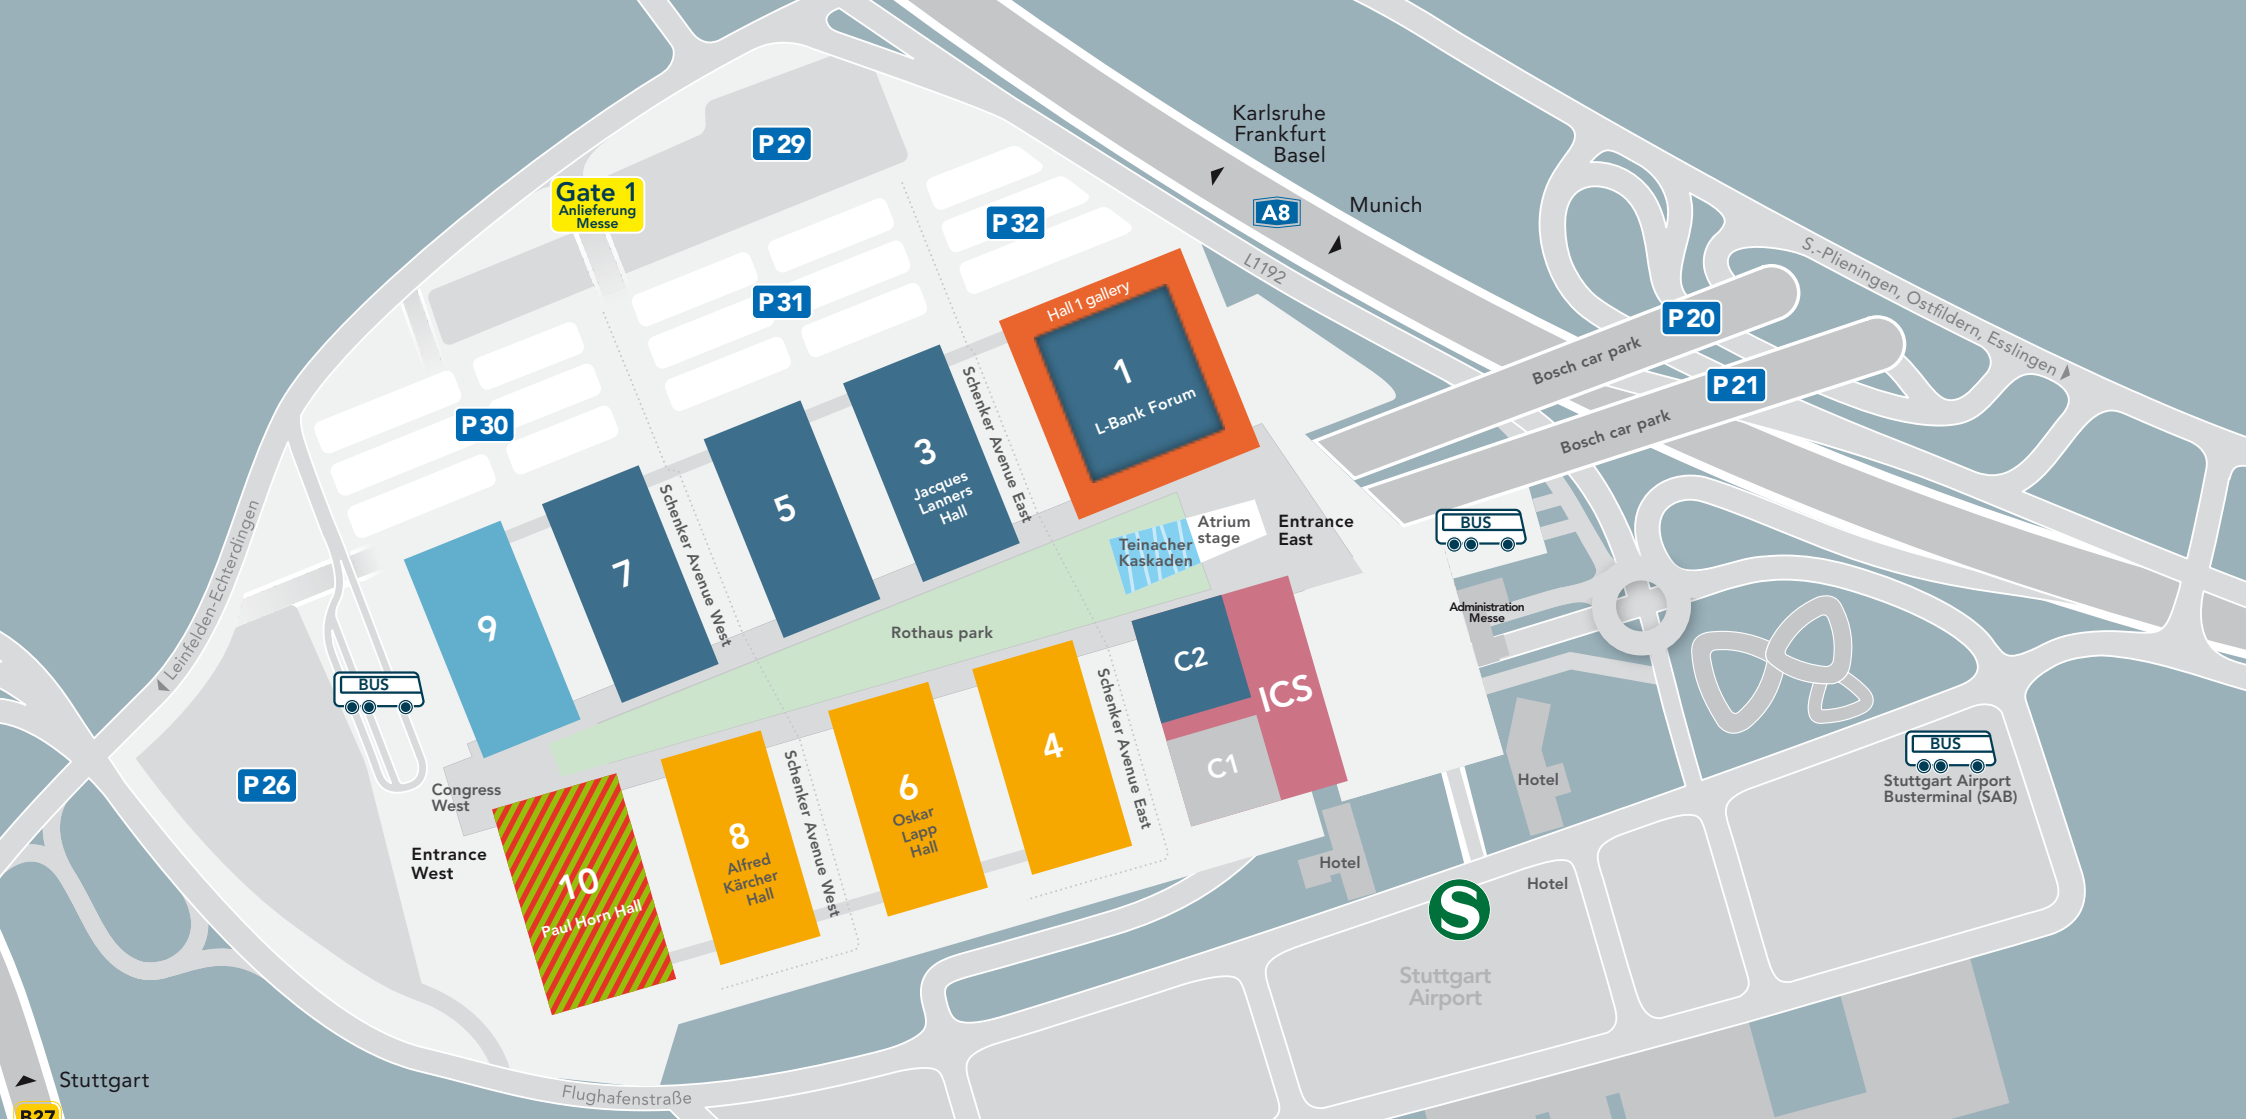 Karlsruhe
Frankfurt
Basel
P29
Gate 1
Anlieferung
Messe
A8
Munich
P32
L1192
S.-Plieningen, Ostfildern, Esslingen
P31
Hall 1 gallery
P20
Bosch car park
P21
Bosch car park
P30
1
L-Bank Forum
Schenker Avenue East
3
Jacques
Lanners
Hall
5
Schenker Avenue West
7
9
Leinfelden-Echterdingen
Atrium
stage
Entrance
East
BUS
Teinacher
Kaskaden
Administration
Messe
Rothaus park
C2
ICS
C1
BUS
4
Schenker Avenue East
6
Oskar
Lapp
Hall
Schenker Avenue West
8
Alfred
Kärcher
Hall
P26
Congress
West
Entrance
West
10
Paul Horn Hall
BUS
Stuttgart Airport
Busterminal (SAB)
Hotel
Hotel
Hotel
S
Stuttgart
Airport
Stuttgart
B27
Flughafenstraße